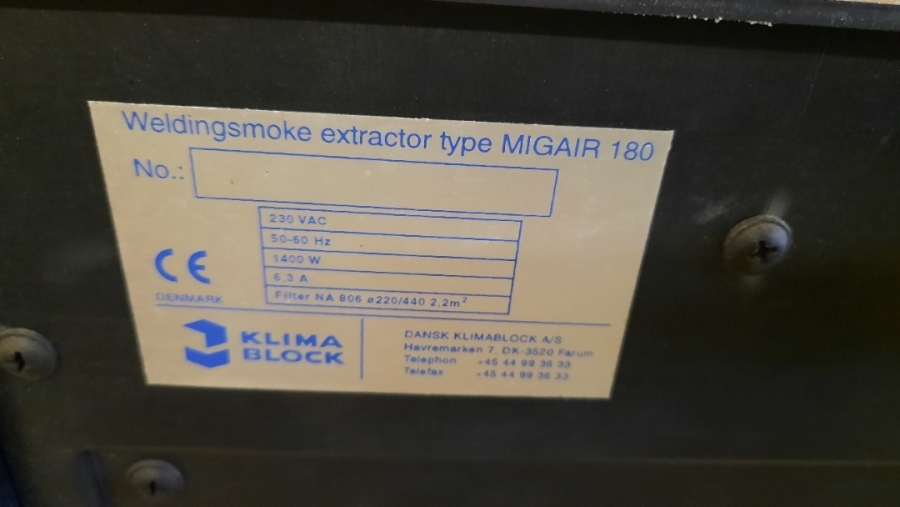 Weldingsmoke extractor type MIGAIR 180
No.:
230 VAC
50-60 Hz
1400 W
6,3 A
Filter NA 806 ø220/440 2,2m²
CE
DENMARK
KLIMA
BLOCK
DANSK KLIMABLOCK A/S
Havremarken 7, DK-3520 Farum
Telephon +45 44 99 36 33
Telefax +45 44 99 38 33